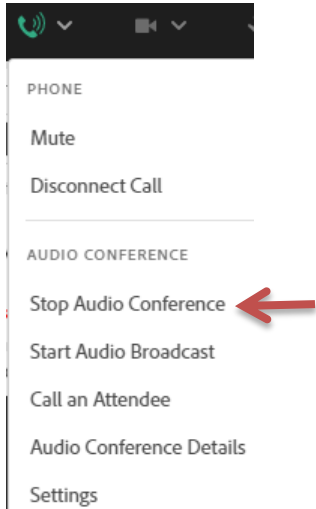 PHONE
Mute
Disconnect Call
AUDIO CONFERENCE
Stop Audio Conference
Start Audio Broadcast
Call an Attendee
Audio Conference Details
Settings